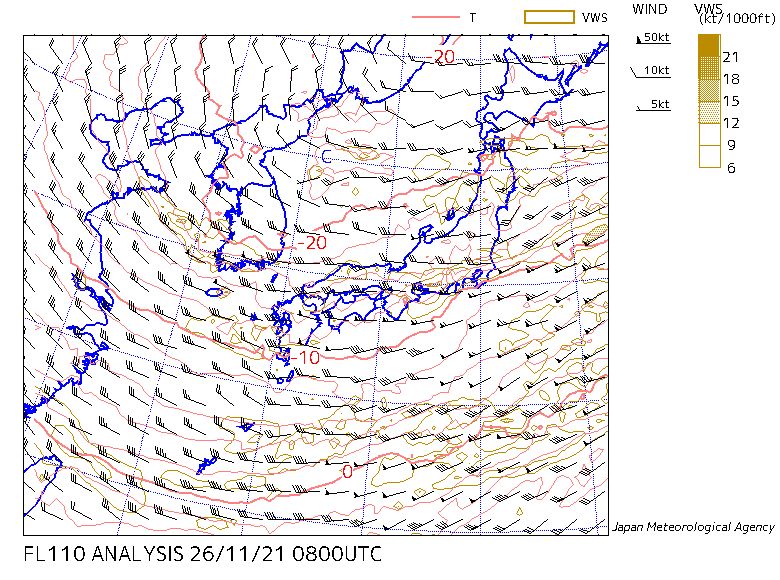 T VWS WIND VWS
(kt/1000ft)
50kt 21
10kt 18
5kt 15
12
9
6
-20
C
-20
-10
0
Japan Meteorological Agency
FL110 ANALYSIS 26/11/21 0800UTC